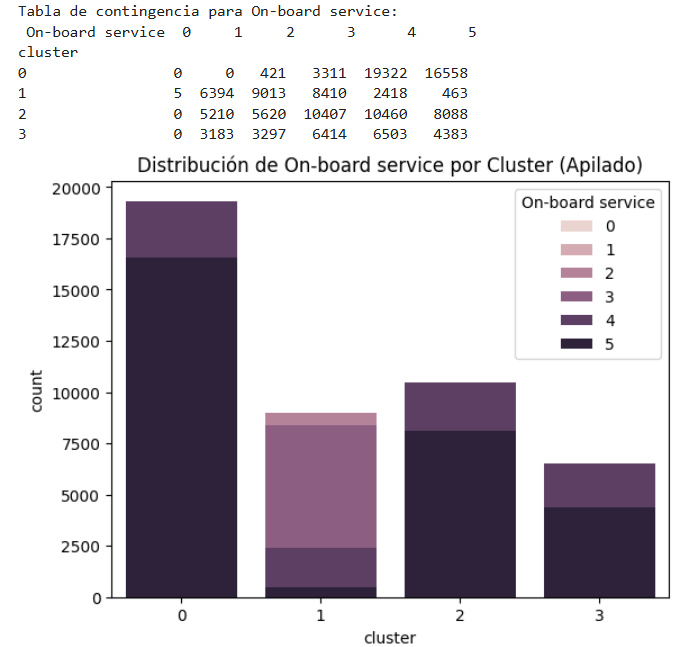 Tabla de contingencia para On-board service:
On-board service 0 1 2 3 4 5
cluster
0 0 0 421 3311 19322 16558
1 5 6394 9013 8410 2418 463
2 0 5210 5620 10407 10460 8088
3 0 3183 3297 6414 6503 4383
Distribución de On-board service por Cluster (Apilado)
20000
17500
15000
12500
10000
7500
5000
2500
0
count
On-board service
0
1
2
3
4
5
0 1 2 3
cluster